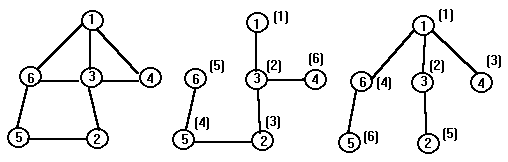 1
6 3 4
5 2
1 (1)
(5) (2) (6)
6 3 4
(4) (3)
5 2
1 (1)
(2) (3)
6 (4) 3 4
5 (6) 2 (5)